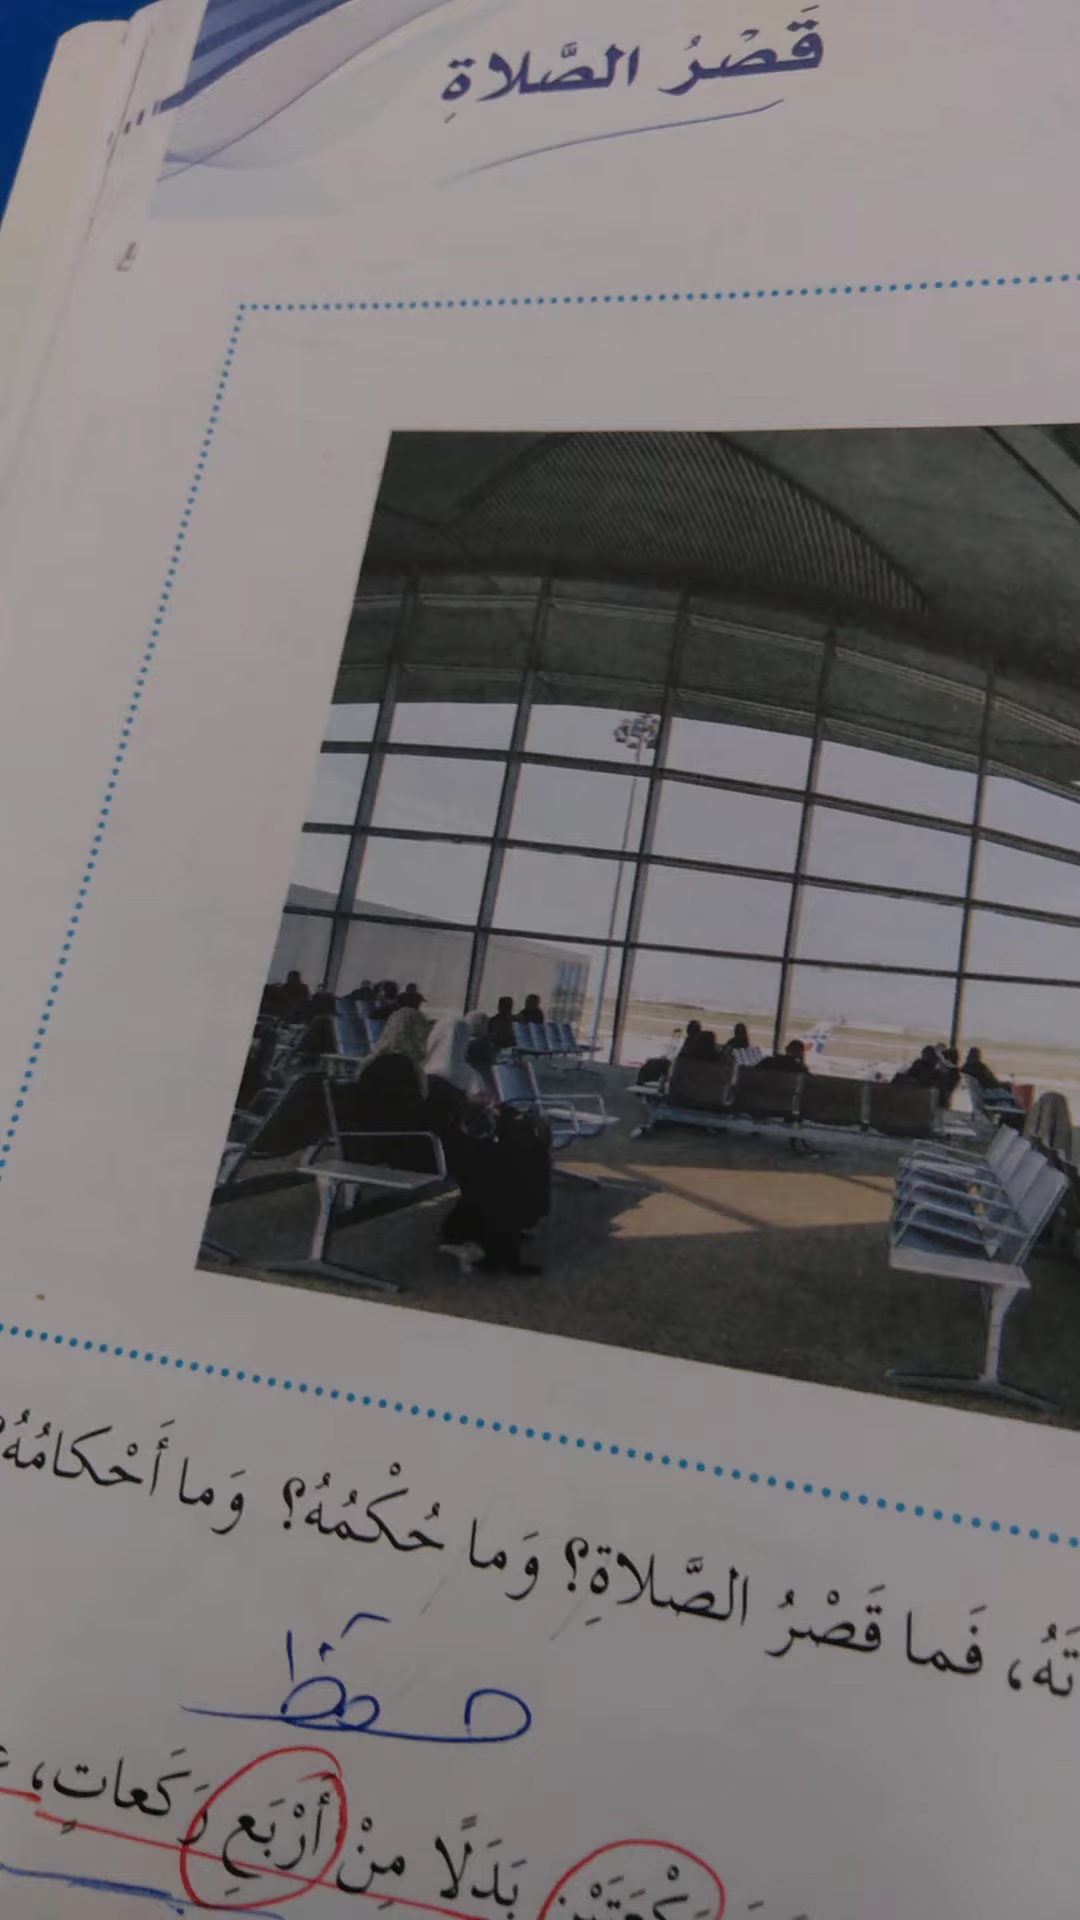 قَصْرُ الصَّلاةِ
تَهُ، فَما قَصْرُ الصَّلاةِ؟ وَما حُكْمُهُ؟ وَما أَحْكامُهُ؟
حفظ
رَكْعَتَيْنِ بَدَلًا مِنْ أَرْبَعِ رَكَعاتٍ،